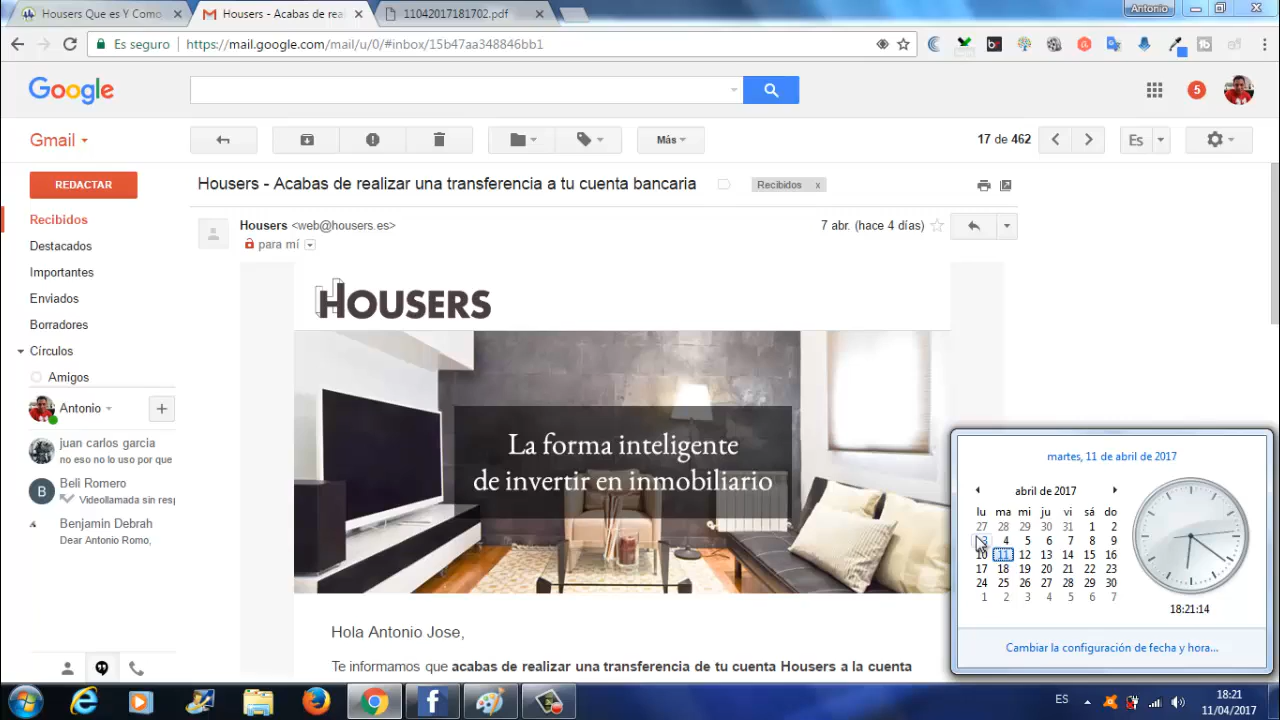 Recibos Que es Y Como
Housers - Acabas de rea
11042017181702.pdf
Antonio
Es seguro
https://mail.google.com/mail/u/0/#inbox/15b47aa348846bb1
Google
5
Gmail
Más
17 de 462
Es
REDACTAR
Housers - Acabas de realizar una transferencia a tu cuenta bancaria
Recibidos x
Recibidos
Housers <web@housers.es>
7 abr. (hace 4 días)
para mí
Destacados
Importantes
Enviados
Borradores
Círculos
Amigos
Antonio
juan carlos garcia
no eso no lo uso por que
B
Beli Romero
Videollamada sin resp
Benjamin Debrah
Dear Antonio Romo,
HOUSERS
La forma inteligente
de invertir en inmobiliario
Hola Antonio Jose,
Te informamos que acabas de realizar una transferencia de tu cuenta Housers a la cuenta
martes, 11 de abril de 2017
abril de 2017
lu ma mi ju vi sá do
27 28 29 30 31 1 2
3 4 5 6 7 8 9
10 11 12 13 14 15 16
17 18 19 20 21 22 23
24 25 26 27 28 29 30
1 2 3 4 5 6 7
18:21:14
Cambiar la configuración de fecha y hora...
ES
18:21
11/04/2017